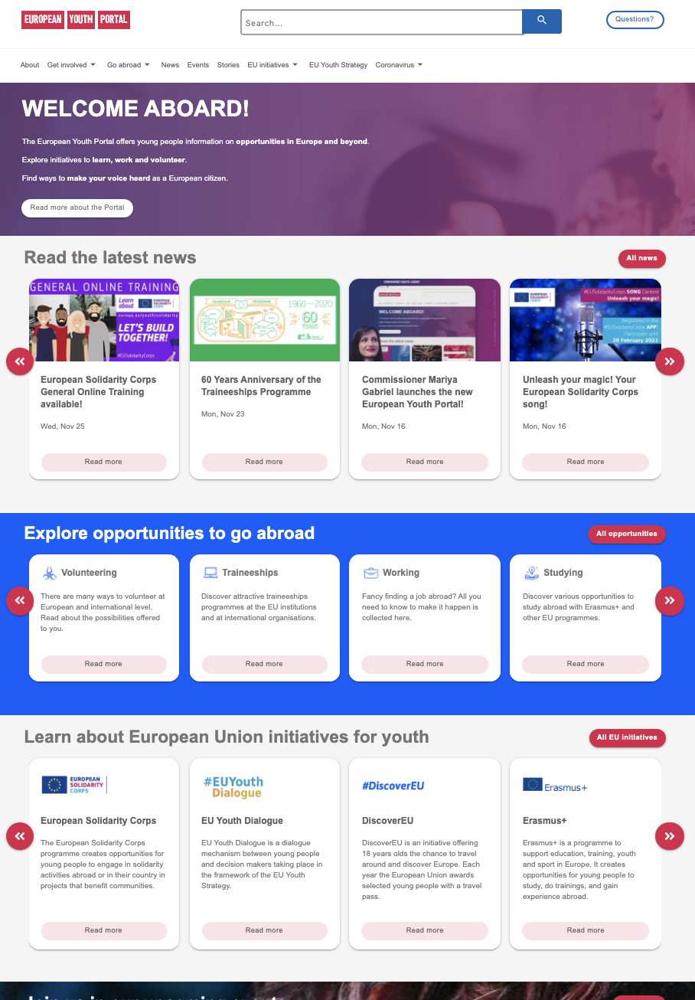 EUROPEAN YOUTH PORTAL
Search...
Questions?
About Get involved Go abroad News Events Stories EU initiatives EU Youth Strategy Coronavirus
WELCOME ABOARD!
The European Youth Portal offers young people information on opportunities in Europe and beyond.
Explore initiatives to learn, work and volunteer.
Find ways to make your voice heard as a European citizen.
Read more about the Portal
Read the latest news
All news
GENERAL ONLINE TRAINING
Learn
about
EUROPEAN
SOLIDARITY
CORPS
europa.eu/youth/solidarity
LET'S BUILD
TOGETHER!
#EUSolidarityCorps
European Solidarity Corps
General Online Training
available!
Wed, Nov 25
Read more
TRAINEESHIP PROGRAMME
1960—2020
60
YEARS
60 Years Anniversary of the
Traineeships Programme
Mon, Nov 23
Read more
COMMISSIONER MARIYA GABRIEL
WELCOME ABOARD!
Read the latest news
Commissioner Mariya
Gabriel launches the new
European Youth Portal!
Mon, Nov 16
Read more
EUROPEAN
SOLIDARITY
CORPS
#EUSolidarityCorps SONG Contest
Unleash your magic!
Registered in the
#EUSolidarityCorps APP?
Participate until
28 February 2021
Unleash your magic! Your
European Solidarity Corps
song!
Mon, Nov 16
Read more
Explore opportunities to go abroad
All opportunities
Volunteering
There are many ways to volunteer at
European and international level.
Read about the possibilities offered
to you.
Read more
Traineeships
Discover attractive traineeships
programmes at the EU institutions
and at international organisations.
Read more
Working
Fancy finding a job abroad? All you
need to know to make it happen is
collected here.
Read more
Studying
Discover various opportunities to
study abroad with Erasmus+ and
other EU programmes.
Read more
Learn about European Union initiatives for youth
All EU initiatives
EUROPEAN
SOLIDARITY
CORPS
European Solidarity Corps
The European Solidarity Corps
programme creates opportunities for
young people to engage in solidarity
activities abroad or in their country in
projects that benefit communities.
Read more
#EUYouth
Dialogue
EU Youth Dialogue
EU Youth Dialogue is a dialogue
mechanism between young people
and decision makers taking place in
the framework of the EU Youth
Strategy.
Read more
#DiscoverEU
DiscoverEU
DiscoverEU is an initiative offering
18 years olds the chance to travel
around and discover Europe. Each
year the European Union awards
selected young people with a travel
pass.
Read more
Erasmus+
Erasmus+
Erasmus+ is a programme to
support education, training, youth
and sport in Europe. It creates
opportunities for young people to
study, do trainings, and gain
experience abroad.
Read more
Join us in our upcoming events